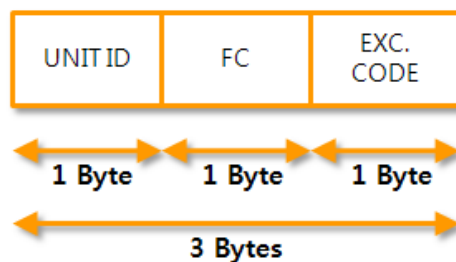 UNIT ID
FC
EXC.
CODE
1 Byte
1 Byte
1 Byte
3 Bytes